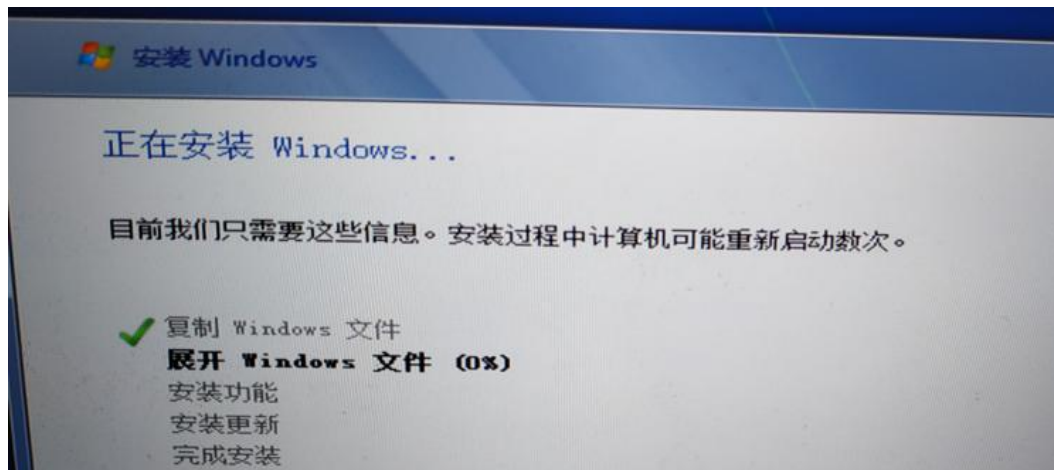 安装 Windows
正在安装 Windows...
目前我们只需要这些信息。安装过程中计算机可能重新启动数次。
复制 Windows 文件
展开 Windows 文件 (0%)
安装功能
安装更新
完成安装